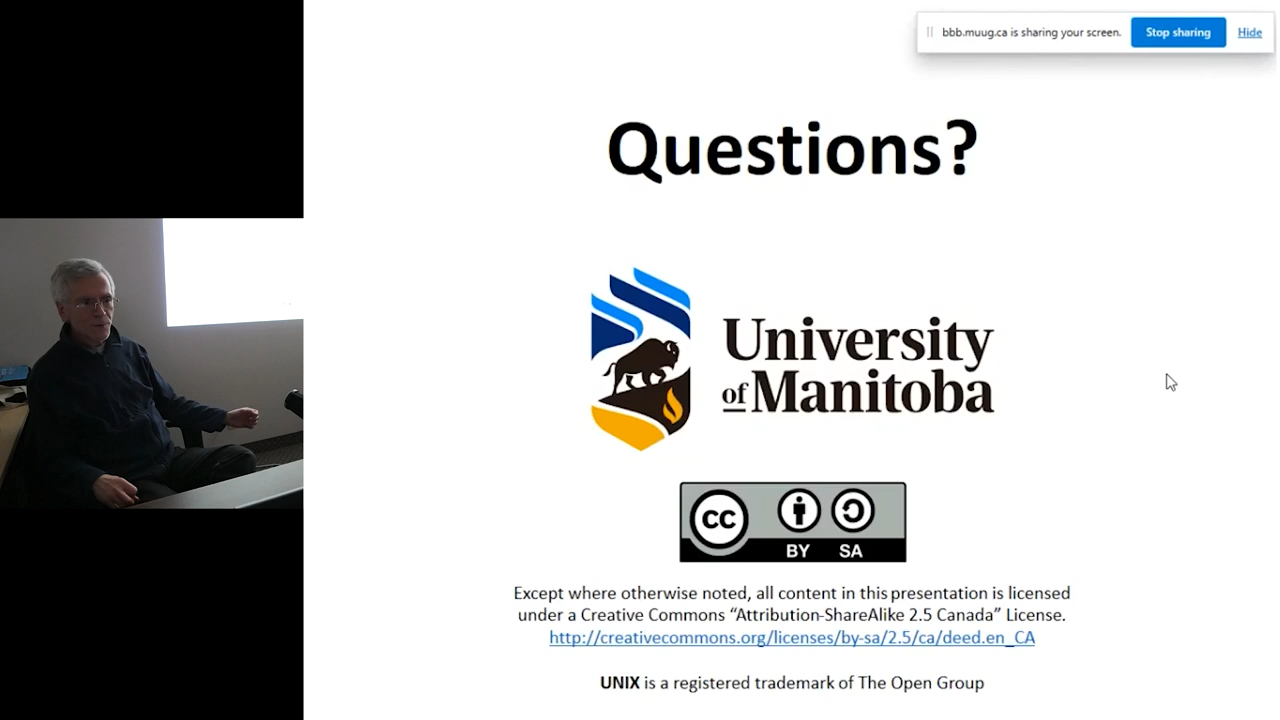 bbb.muug.ca is sharing your screen. Stop sharing Hide
Questions?
University
of Manitoba
CC
BY SA
Except where otherwise noted, all content in this presentation is licensed
under a Creative Commons “Attribution-ShareAlike 2.5 Canada” License.
http://creativecommons.org/licenses/by-sa/2.5/ca/deed.en_CA
UNIX is a registered trademark of The Open Group